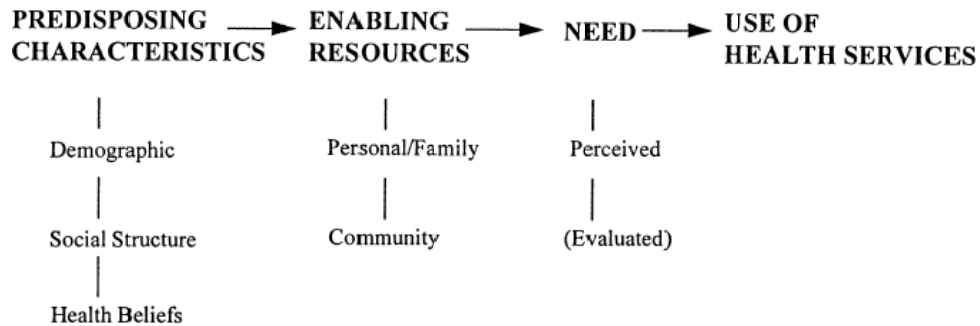 PREDISPOSING CHARACTERISTICS
ENABLING RESOURCES
NEED
USE OF HEALTH SERVICES
Demographic
Social Structure
Health Beliefs
Personal/Family
Community
Perceived
(Evaluated)